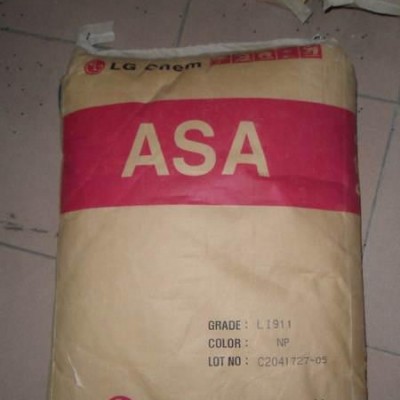 LG Chem
ASA
GRADE: LI911
COLOR: NP
LOT NO: C2041727-05